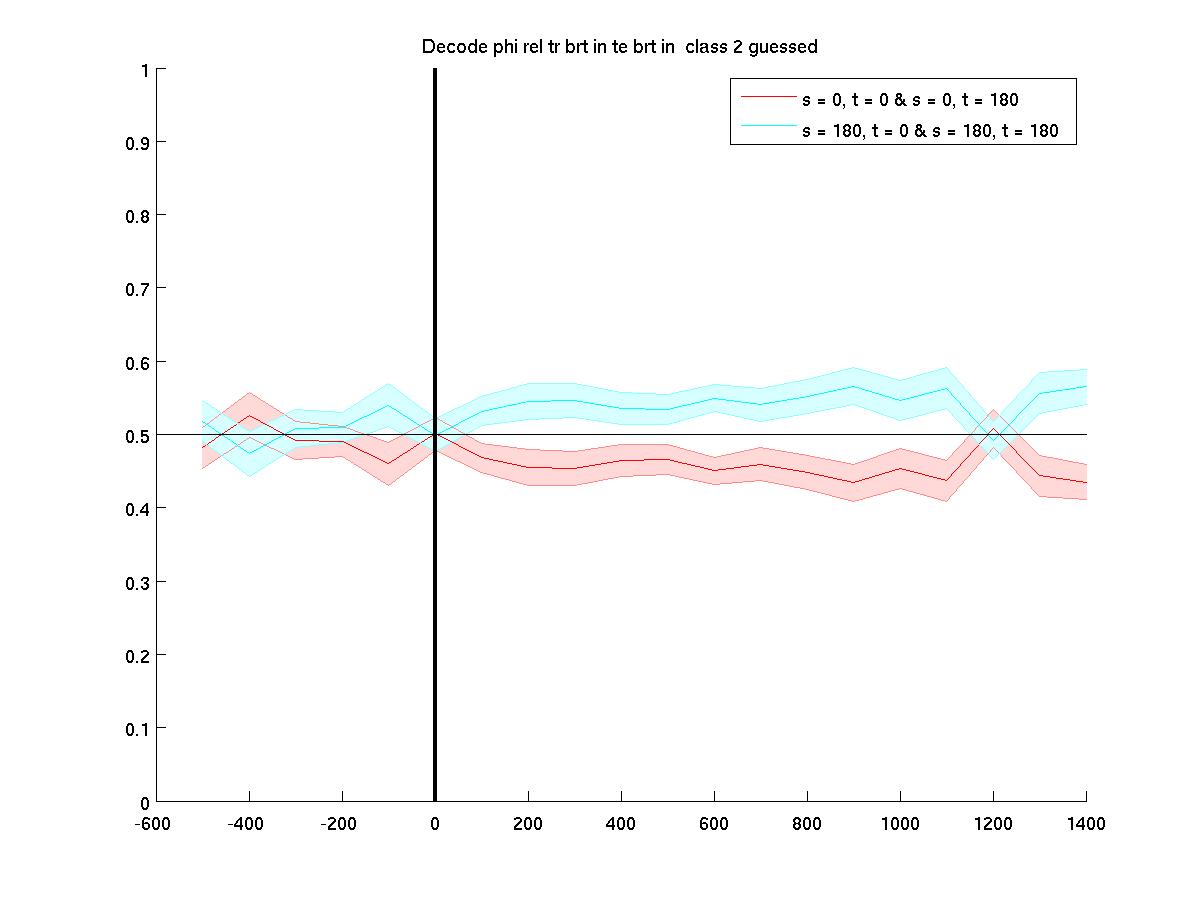 Decode phi rel tr brt in te brt in  class 2 guessed
s = 0, t = 0 & s = 0, t = 180
s = 180, t = 0 & s = 180, t = 180
1
0.9
0.8
0.7
0.6
0.5
0.4
0.3
0.2
0.1
0
-600 -400 -200 0 200 400 600 800 1000 1200 1400